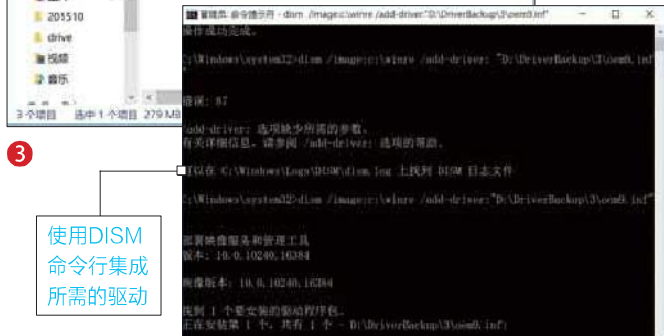 201510
drive
视频
音乐
3 个项目 选中 1 个项目 279 MB
管理员: 命令提示符 - dism /image:c:\winre /add-driver:"D:\DriverBackup\3\oem9.inf"
操作成功完成。
C:\Windows\system32>dism /image:c:\winre /add-driver: "D:\DriverBackup\3\oem9.inf"
错误: 87
/add-driver: 选项缺少所需的参数。
有关详细信息，请参阅 /add-driver: 选项的帮助。
可以在 C:\Windows\Logs\DISM\dism.log 上找到 DISM 日志文件
C:\Windows\system32>dism /image:c:\winre /add-driver:"D:\DriverBackup\3\oem9.inf"
部署映像服务和管理工具
版本: 10.0.10240.16384
映像版本: 10.0.10240.16384
找到 1 个要安装的驱动程序包。
正在安装第 1 个，共有 1 个 - D:\DriverBackup\3\oem9.inf:
3
使用DISM
命令行集成
所需的驱动